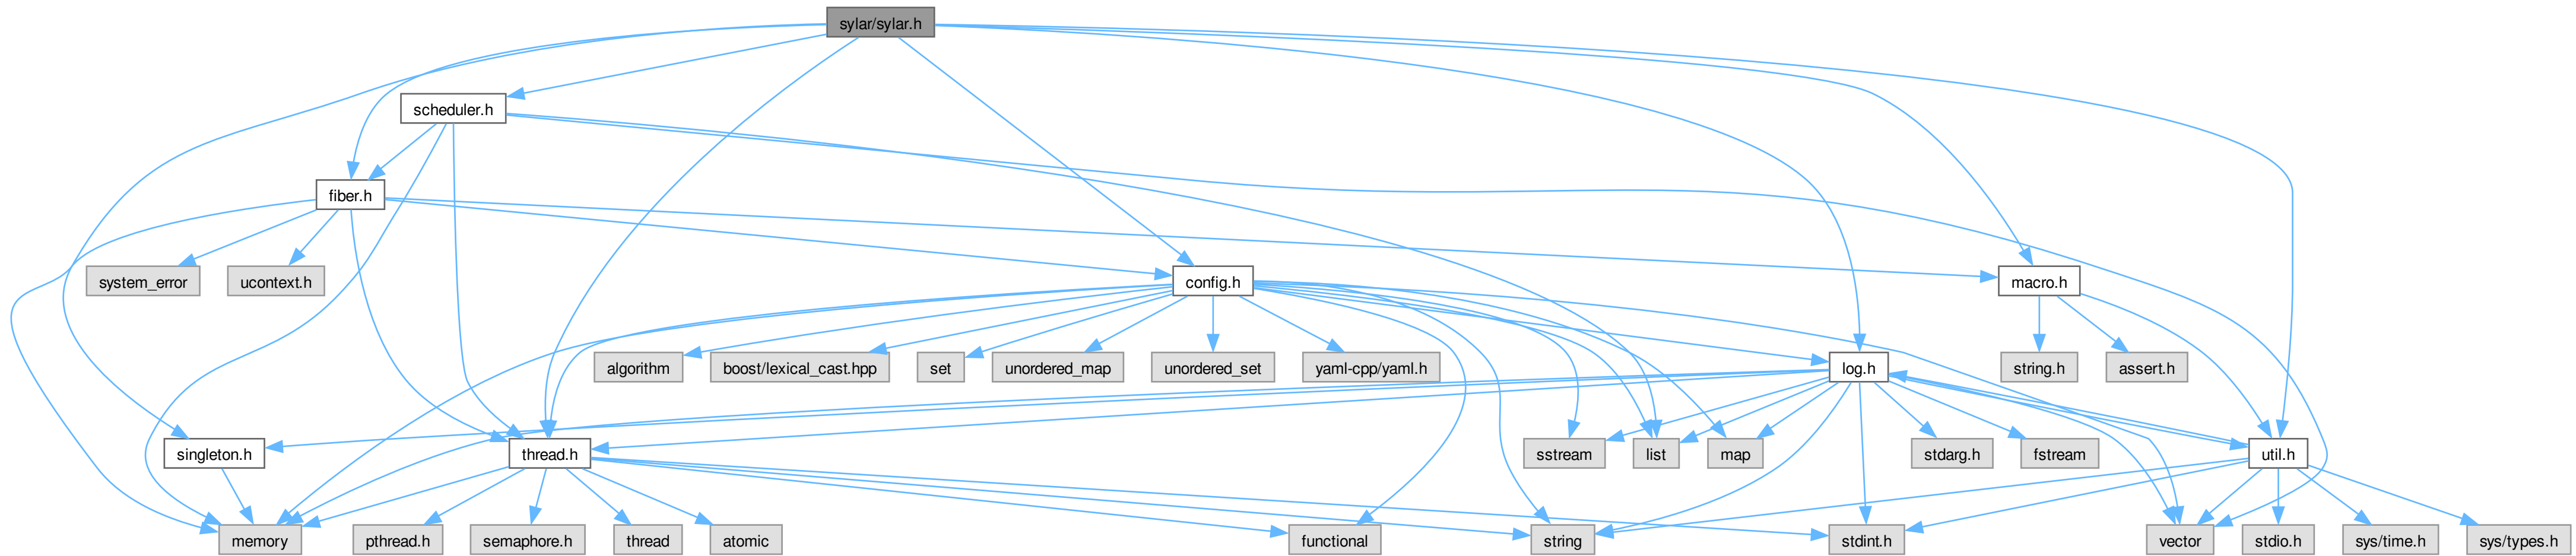 sylar/sylar.h
scheduler.h
fiber.h
system_error
ucontext.h
config.h
macro.h
algorithm
boost/lexical_cast.hpp
set
unordered_map
unordered_set
yaml-cpp/yaml.h
log.h
string.h
assert.h
singleton.h
thread.h
sstream
list
map
stdarg.h
fstream
util.h
memory
pthread.h
semaphore.h
thread
atomic
functional
string
stdint.h
vector
stdio.h
sys/time.h
sys/types.h